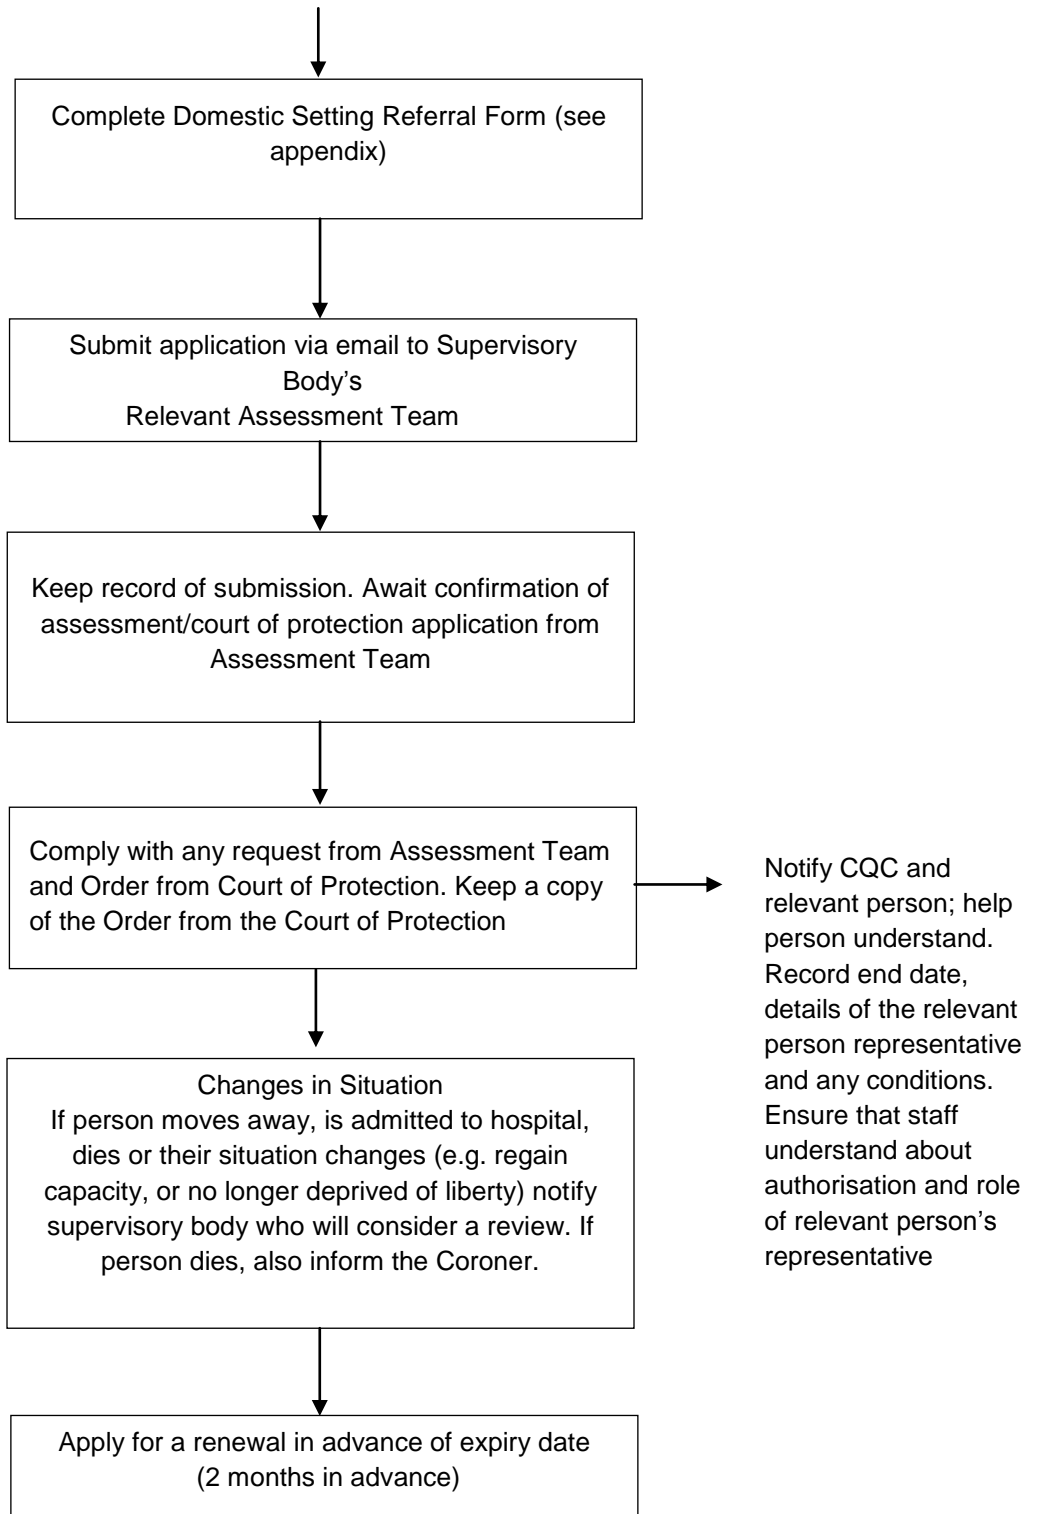 Complete Domestic Setting Referral Form (see
appendix)
Submit application via email to Supervisory
Body’s
Relevant Assessment Team
Keep record of submission. Await confirmation of
assessment/court of protection application from
Assessment Team
Comply with any request from Assessment Team
and Order from Court of Protection. Keep a copy
of the Order from the Court of Protection
Notify CQC and
relevant person; help
person understand.
Record end date,
details of the relevant
person representative
and any conditions.
Ensure that staff
understand about
authorisation and role
of relevant person’s
representative
Changes in Situation
If person moves away, is admitted to hospital,
dies or their situation changes (e.g. regain
capacity, or no longer deprived of liberty) notify
supervisory body who will consider a review. If
person dies, also inform the Coroner.
Apply for a renewal in advance of expiry date
(2 months in advance)